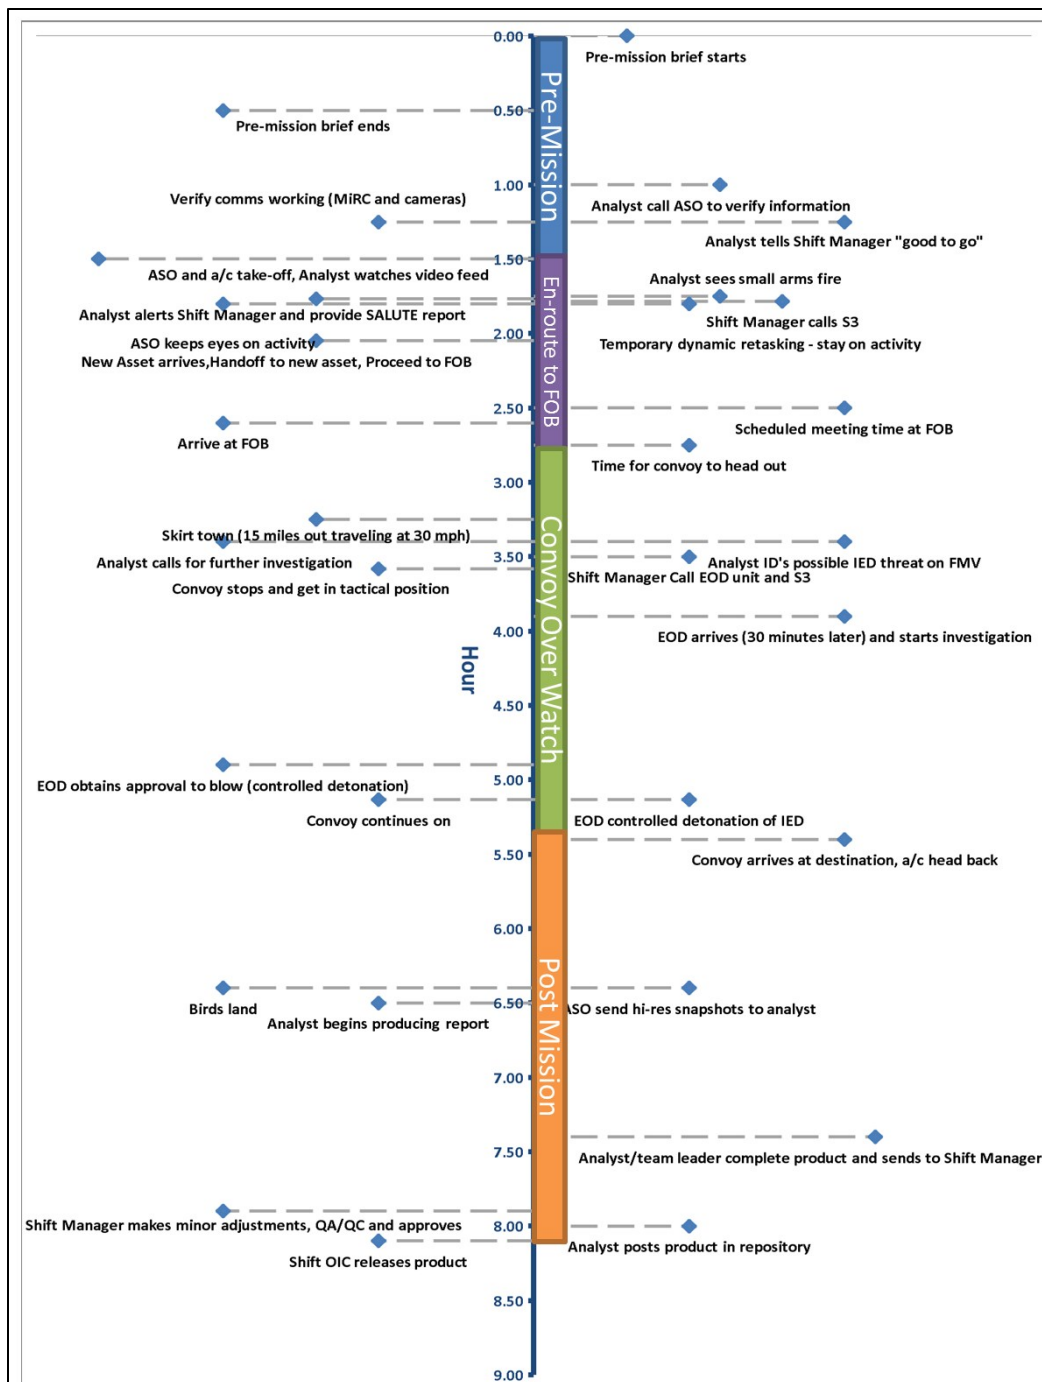 0.00
Pre-mission brief starts
Pre-Mission
0.50
Pre-mission brief ends
1.00
Verify comms working (MiRC and cameras)
Analyst call ASO to verify information
Analyst tells Shift Manager "good to go"
1.50
ASO and a/c take-off, Analyst watches video feed
Analyst sees small arms fire
En-route to FOB
Analyst alerts Shift Manager and provide SALUTE report
Shift Manager calls S3
2.00
ASO keeps eyes on activity
Temporary dynamic retasking - stay on activity
New Asset arrives,Handoff to new asset, Proceed to FOB
2.50
Scheduled meeting time at FOB
Arrive at FOB
Time for convoy to head out
3.00
Convoy Over Watch
Skirt town (15 miles out traveling at 30 mph)
3.50
Analyst calls for further investigation
Analyst ID's possible IED threat on FMV
Shift Manager Call EOD unit and S3
Convoy stops and get in tactical position
4.00
EOD arrives (30 minutes later) and starts investigation
Hour
4.50
5.00
EOD obtains approval to blow (controlled detonation)
Convoy continues on
EOD controlled detonation of IED
5.50
Convoy arrives at destination, a/c head back
6.00
Post Mission
6.50
Birds land
ASO send hi-res snapshots to analyst
Analyst begins producing report
7.00
7.50
Analyst/team leader complete product and sends to Shift Manager
8.00
Shift Manager makes minor adjustments, QA/QC and approves
Analyst posts product in repository
Shift OIC releases product
8.50
9.00